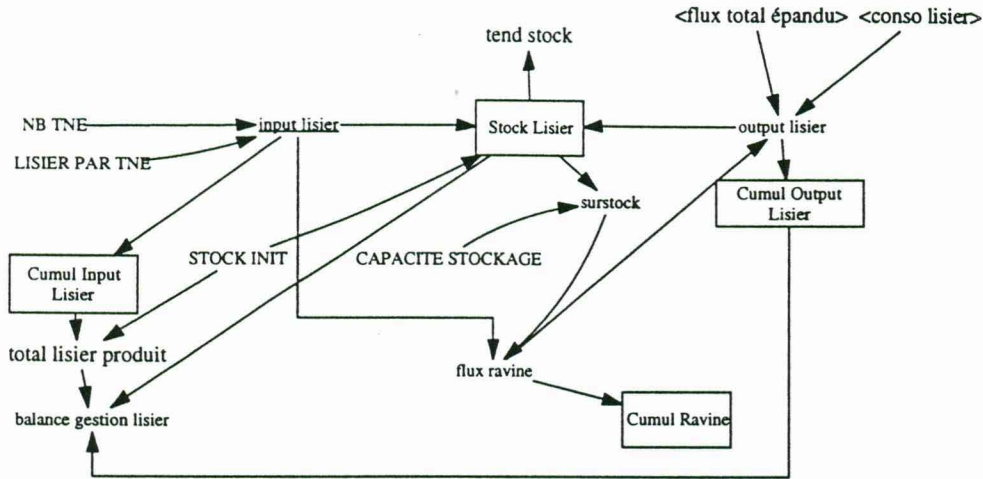 <flux total épandu> <conso lisier>
tend stock
NB TNE
input lisier
Stock Lisier
output lisier
LISIER PAR TNE
surstock
Cumul Output
Lisier
STOCK INIT
CAPACITE STOCKAGE
Cumul Input
Lisier
total lisier produit
flux ravine
balance gestion lisier
Cumul Ravine